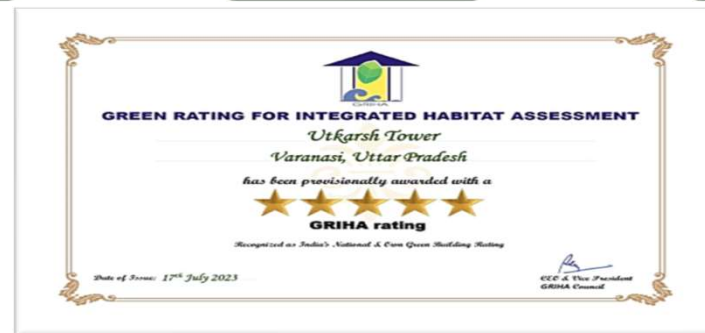 GRIHA
GREEN RATING FOR INTEGRATED HABITAT ASSESSMENT
Utkarsh Tower
Varanasi, Uttar Pradesh
has been provisionally awarded with a
GRIHA rating
Recognized as India's National & Own Green Building Rating
Date of Issue: 17th July 2023
CEO & Vice President
GRIHA Council